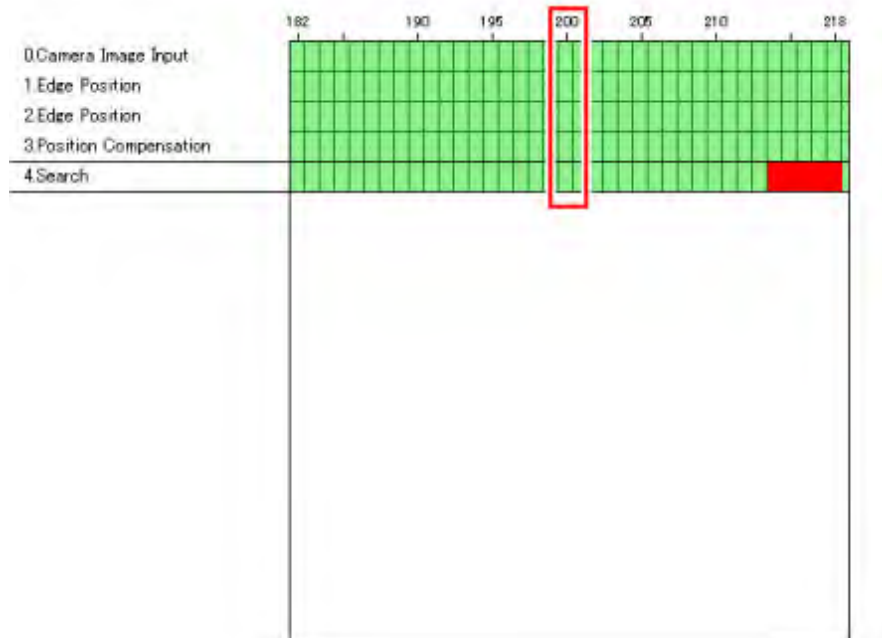 182 190 195 200 205 210 218
0.Camera Image Input
1.Edge Position
2.Edge Position
3.Position Compensation
4.Search